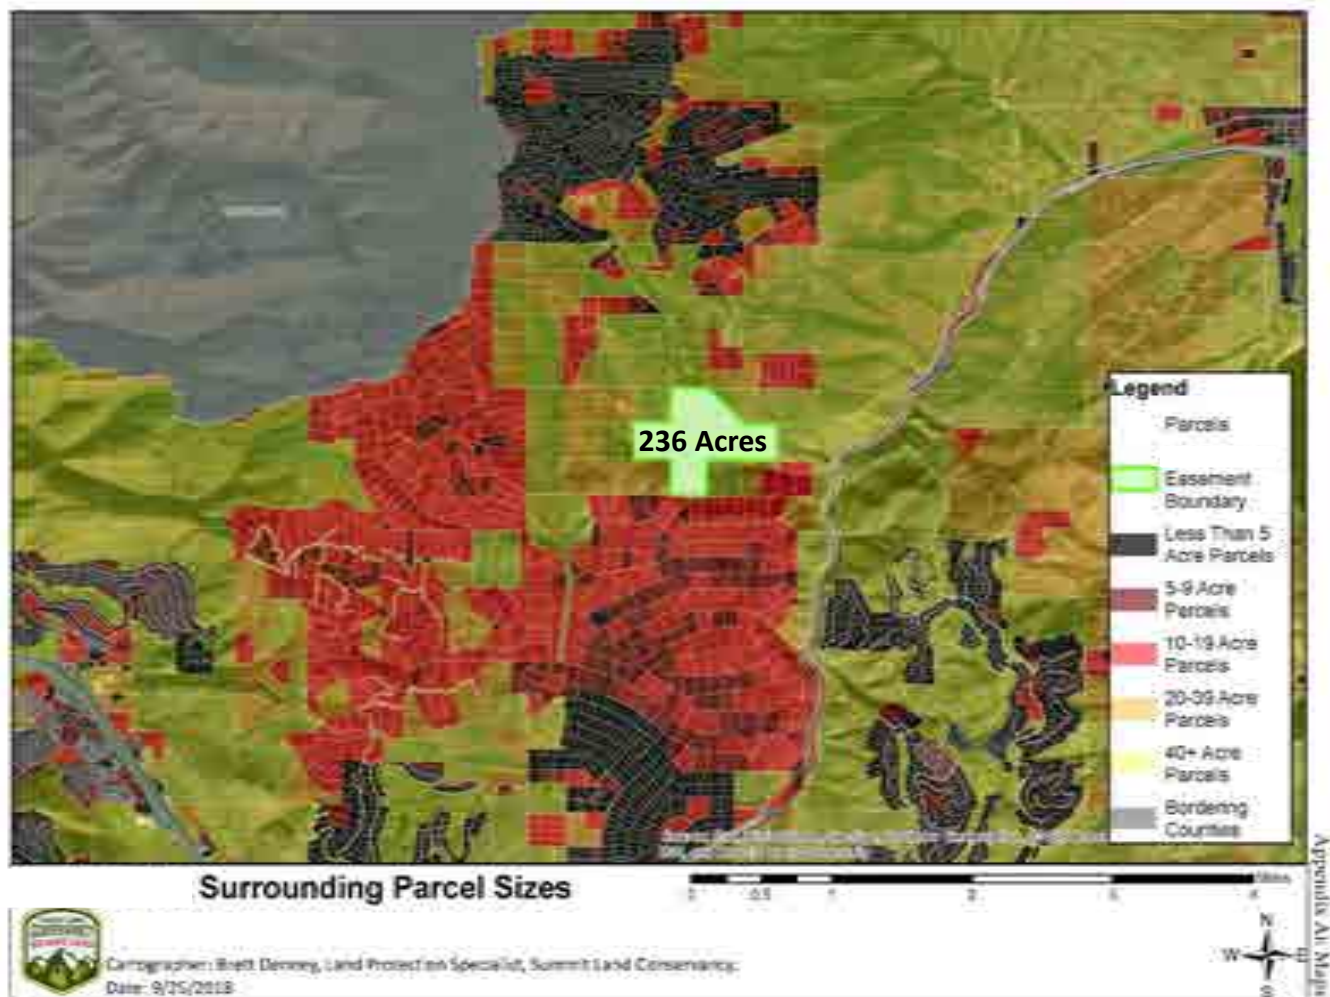 236 Acres
Legend
Parcels
Easement
Boundary
Less Than 5
Acre Parcels
5-9 Acre
Parcels
10-19 Acre
Parcels
20-39 Acre
Parcels
40+ Acre
Parcels
Bordering
Counties
Surrounding Parcel Sizes
0 0.5 1 2 3 4
Miles
Cartographer: Brett Denney, Land Protection Specialist, Summit Land Conservancy.
Date: 9/25/2018
N
W E
S
Appendix A: Maps